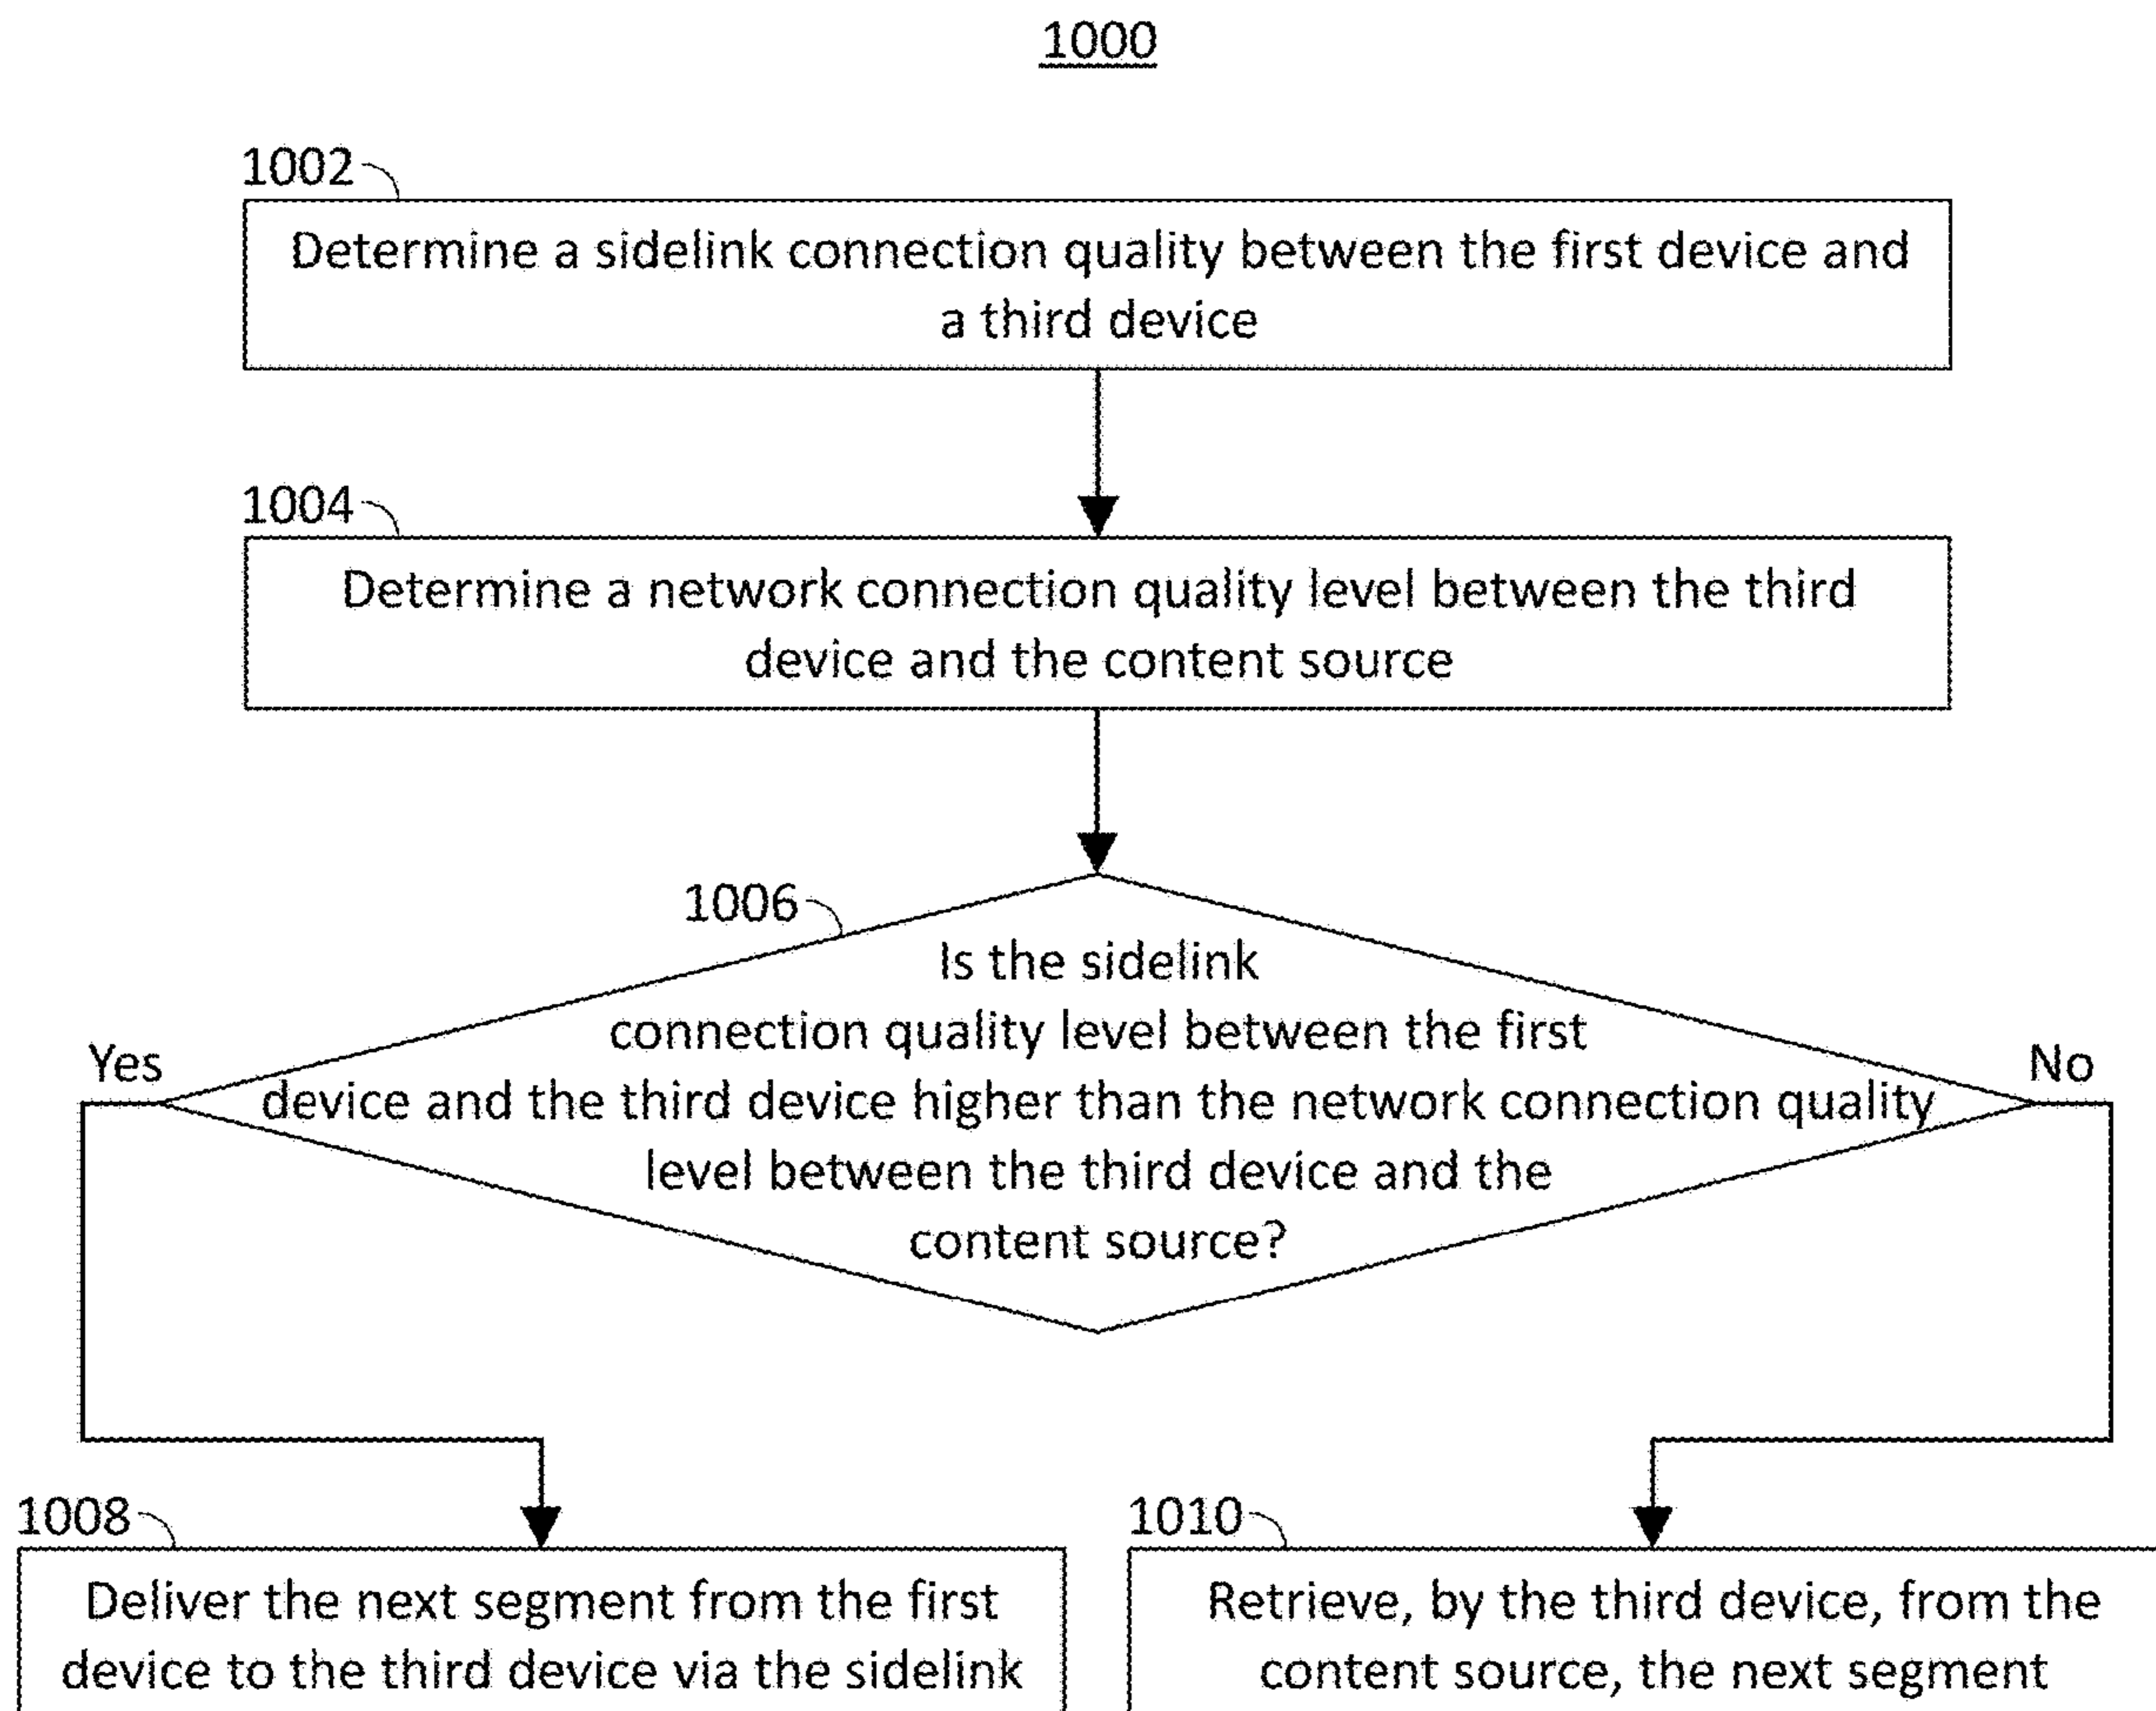 1000
1002
Determine a sidelink connection quality between the first device and
a third device
1004
Determine a network connection quality level between the third
device and the content source
1006
Is the sidelink
connection quality level between the first
device and the third device higher than the network connection quality
level between the third device and the
content source?
Yes
No
1008
Deliver the next segment from the first
device to the third device via the sidelink
1010
Retrieve, by the third device, from the
content source, the next segment